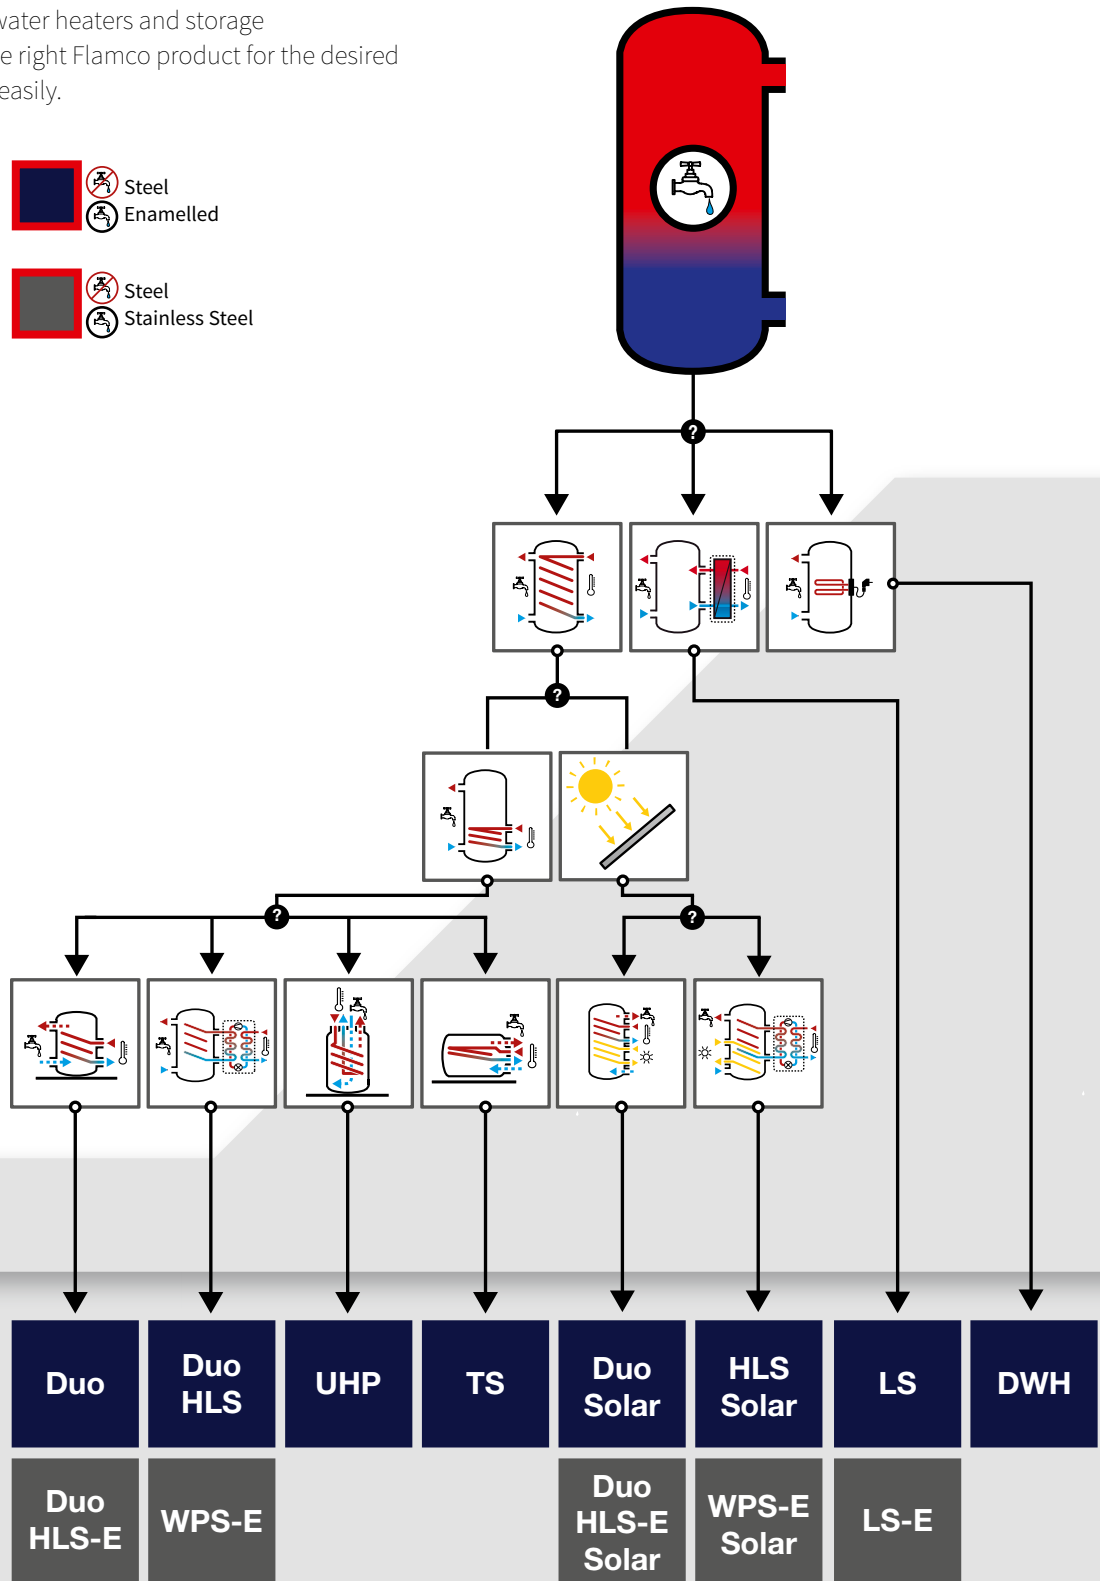 water heaters and storage
e right Flamco product for the desired
easily.
Steel
Enamelled
Steel
Stainless Steel
?
?
?
?
Duo
Duo
HLS
UHP
TS
Duo
Solar
HLS
Solar
LS
DWH
Duo
HLS-E
WPS-E
Duo
HLS-E
Solar
WPS-E
Solar
LS-E